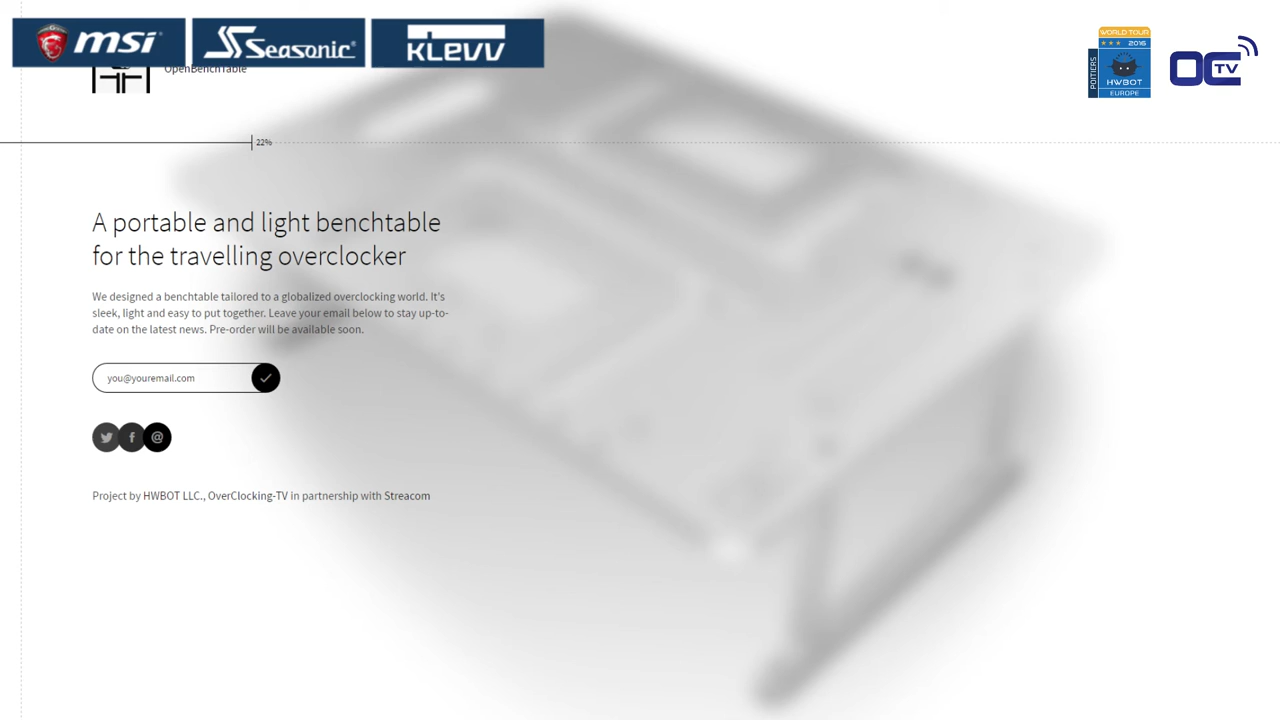 msi
SEASONIC
KLEVV
OpenBenchTable
WORLD TOUR
2016
POITIERS
HWBOT
EUROPE
OC TV
22%
A portable and light benchtable
for the travelling overclocker
We designed a benchtable tailored to a globalized overclocking world. It's
sleek, light and easy to put together. Leave your email below to stay up-to-
date on the latest news. Pre-order will be available soon.
you@youremail.com
Project by HWBOT LLC., OverClocking-TV in partnership with Streacom